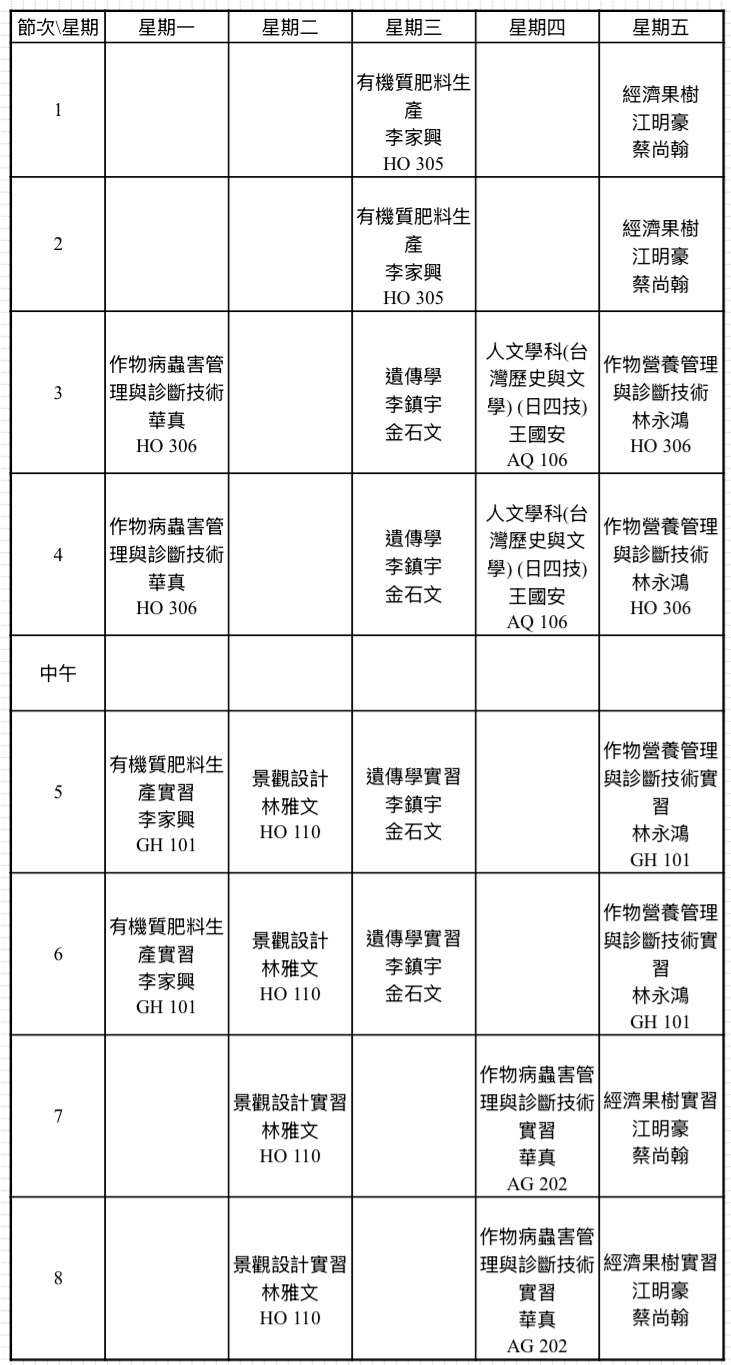 節次\星期 星期一 星期二 星期三 星期四 星期五
1
有機質肥料生
產
李家興
HO 305
經濟果樹
江明豪
蔡尚翰
2
有機質肥料生
產
李家興
HO 305
經濟果樹
江明豪
蔡尚翰
3
作物病蟲害管
理與診斷技術
華真
HO 306
遺傳學
李鎮宇
金石文
人文學科(台
灣歷史與文
學) (日四技)
王國安
AQ 106
作物營養管理
與診斷技術
林永鴻
HO 306
4
作物病蟲害管
理與診斷技術
華真
HO 306
遺傳學
李鎮宇
金石文
人文學科(台
灣歷史與文
學) (日四技)
王國安
AQ 106
作物營養管理
與診斷技術
林永鴻
HO 306
中午
5
有機質肥料生
產實習
李家興
GH 101
景觀設計
林雅文
HO 110
遺傳學實習
李鎮宇
金石文
作物營養管理
與診斷技術實
習
林永鴻
GH 101
6
有機質肥料生
產實習
李家興
GH 101
景觀設計
林雅文
HO 110
遺傳學實習
李鎮宇
金石文
作物營養管理
與診斷技術實
習
林永鴻
GH 101
7
景觀設計實習
林雅文
HO 110
作物病蟲害管
理與診斷技術
實習
華真
AG 202
經濟果樹實習
江明豪
蔡尚翰
8
景觀設計實習
林雅文
HO 110
作物病蟲害管
理與診斷技術
實習
華真
AG 202
經濟果樹實習
江明豪
蔡尚翰